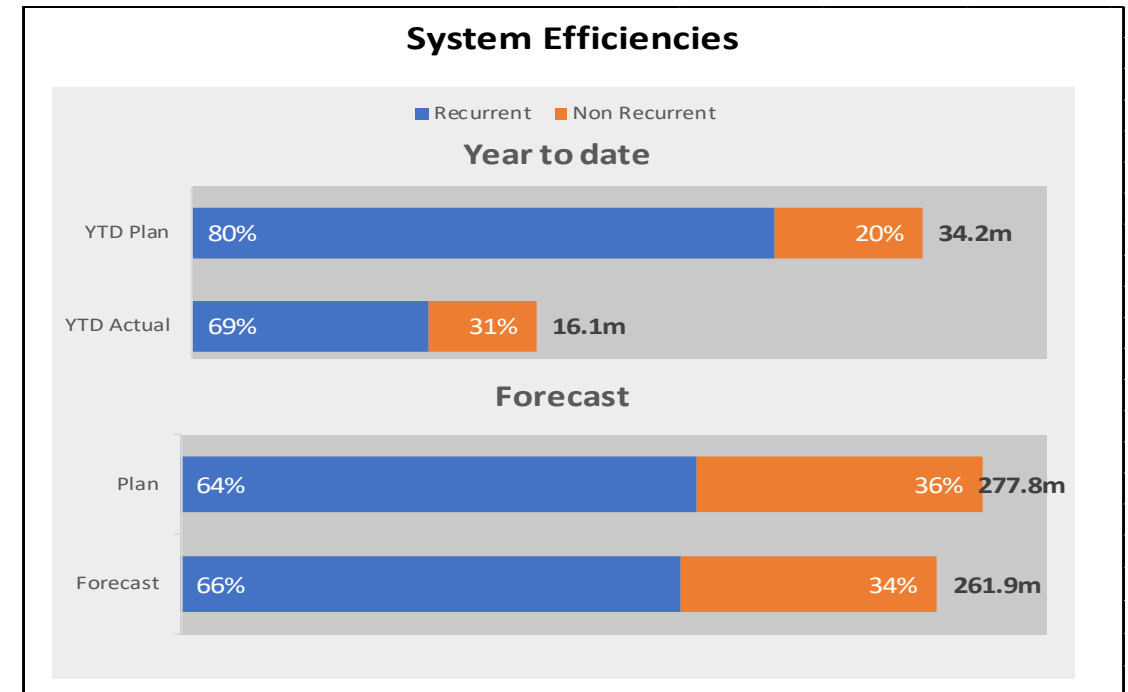 System Efficiencies
Recurrent Non Recurrent
Year to date
YTD Plan 80% 20% 34.2m
YTD Actual 69% 31% 16.1m
Forecast
Plan 64% 36% 277.8m
Forecast 66% 34% 261.9m